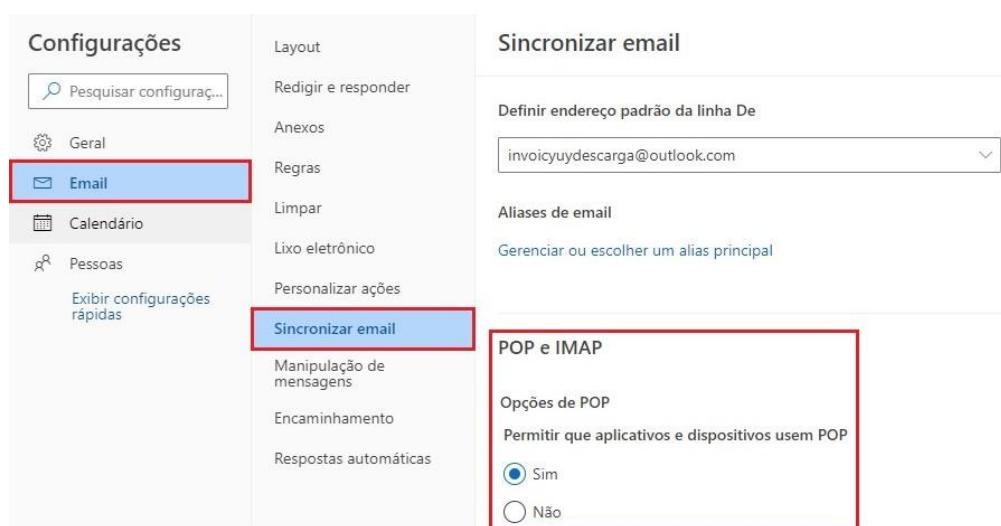 Configurações
Pesquisar configuraç...
Geral
Email
Calendário
Pessoas
Exibir configurações
rápidas
Layout
Redigir e responder
Anexos
Regras
Limpar
Lixo eletrônico
Personalizar ações
Sincronizar email
Manipulação de
mensagens
Encaminhamento
Respostas automáticas
Sincronizar email
Definir endereço padrão da linha De
invoicyuydescarga@outlook.com
Aliases de email
Gerenciar ou escolher um alias principal
POP e IMAP
Opções de POP
Permitir que aplicativos e dispositivos usem POP
Sim
Não